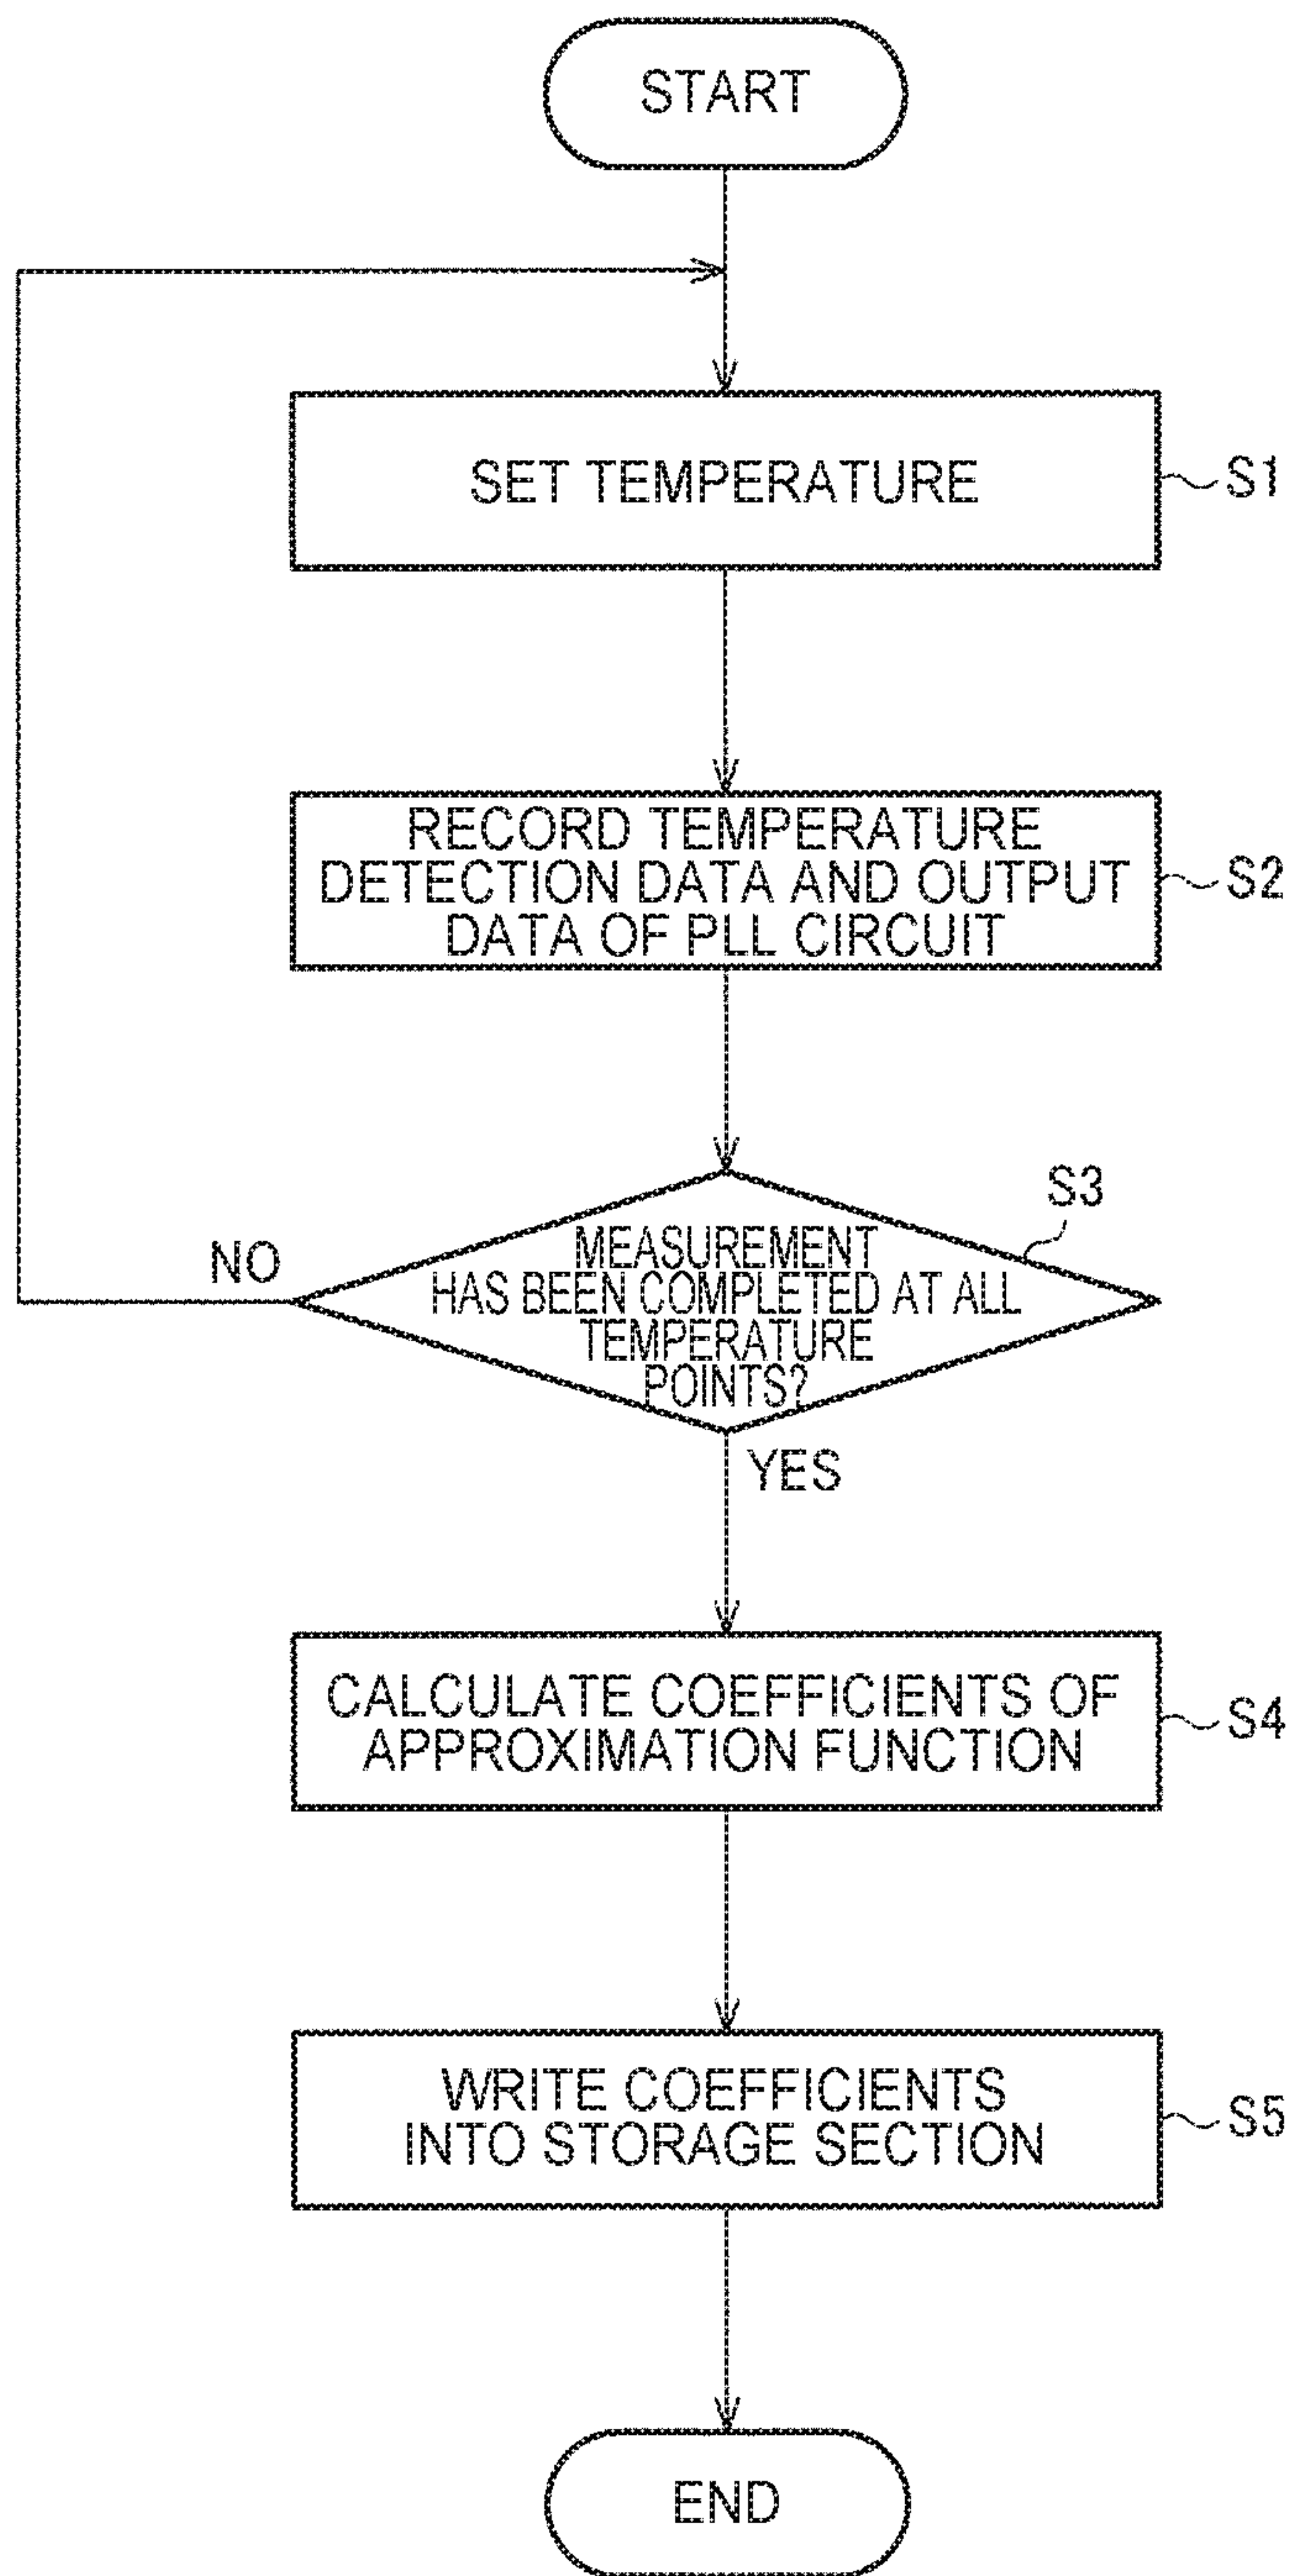 START
SET TEMPERATURE
S1
RECORD TEMPERATURE
DETECTION DATA AND OUTPUT
DATA OF PLL CIRCUIT
S2
S3
MEASUREMENT
HAS BEEN COMPLETED AT ALL
TEMPERATURE
POINTS?
NO
YES
CALCULATE COEFFICIENTS OF
APPROXIMATION FUNCTION
S4
WRITE COEFFICIENTS
INTO STORAGE SECTION
S5
END